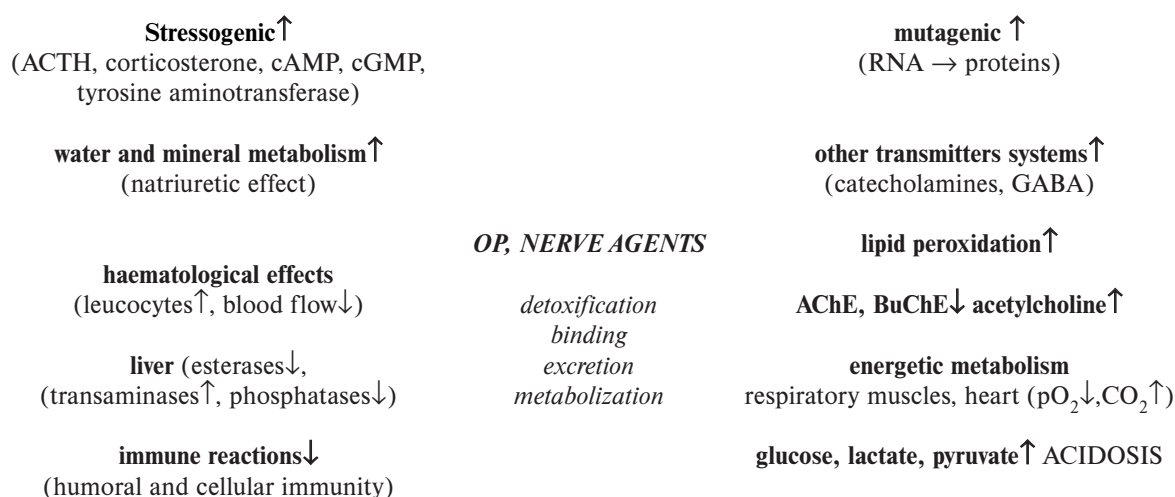 Stressogenic↑
(ACTH, corticosterone, cAMP, cGMP,
tyrosine aminotransferase)
mutagenic ↑
(RNA → proteins)
water and mineral metabolism↑
(natriuretic effect)
other transmitters systems↑
(catecholamines, GABA)
OP, NERVE AGENTS
lipid peroxidation↑
haematological effects
(leucocytes↑, blood flow↓)
detoxification
binding
excretion
metabolization
AChE, BuChE↓ acetylcholine↑
liver (esterases↓,
(transaminases↑, phosphatases↓)
energetic metabolism
respiratory muscles, heart (pO₂↓,CO₂↑)
immune reactions↓
(humoral and cellular immunity)
glucose, lactate, pyruvate↑ ACIDOSIS